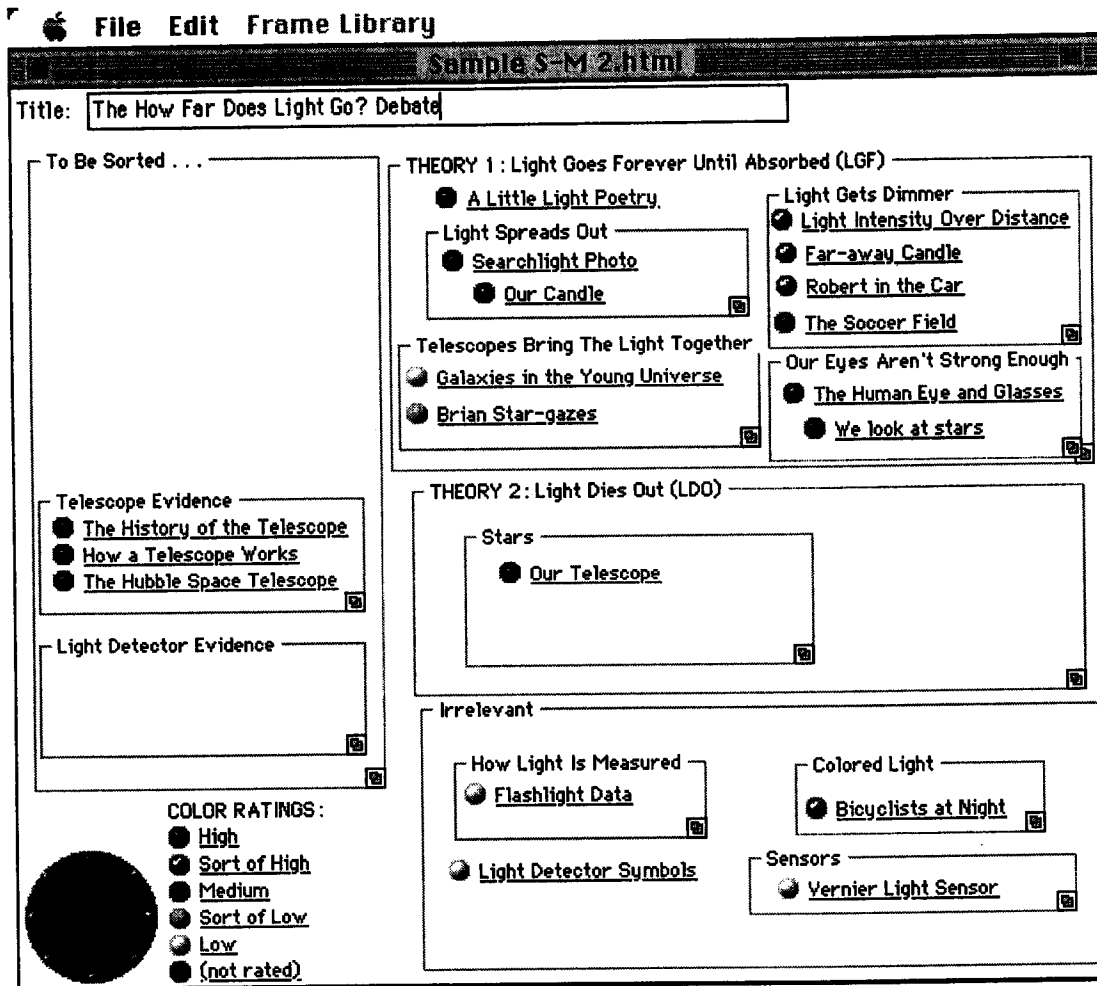 File Edit Frame Library
Sample S-M 2.html
Title: The How Far Does Light Go? Debate
To Be Sorted . . .
Telescope Evidence
The History of the Telescope
How a Telescope Works
The Hubble Space Telescope
Light Detector Evidence
COLOR RATINGS:
High
Sort of High
Medium
Sort of Low
Low
(not rated)
THEORY 1: Light Goes Forever Until Absorbed (LGF)
A Little Light Poetry
Light Spreads Out
Searchlight Photo
Our Candle
Telescopes Bring The Light Together
Galaxies in the Young Universe
Brian Star-gazes
Light Gets Dimmer
Light Intensity Over Distance
Far-away Candle
Robert in the Car
The Soccer Field
Our Eyes Aren't Strong Enough
The Human Eye and Glasses
We look at stars
THEORY 2: Light Dies Out (LDO)
Stars
Our Telescope
Irrelevant
How Light Is Measured
Flashlight Data
Light Detector Symbols
Colored Light
Bicyclists at Night
Sensors
Vernier Light Sensor